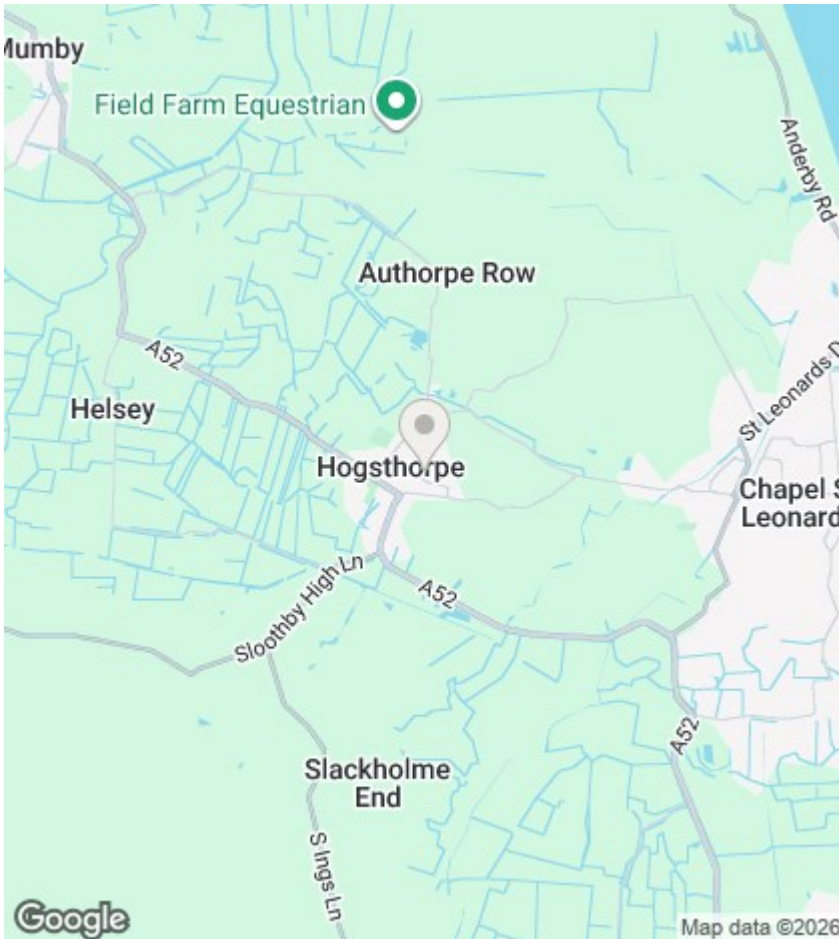 Mumby
Field Farm Equestrian
Anderby Rd
Authorpe Row
A52
Helsey
St Leonards D
Hogsthorpe
Chapel S
Leonard
Sloothby High Ln
A52
A52
Slackholme
End
S Ings Ln
Google
Map data ©2026